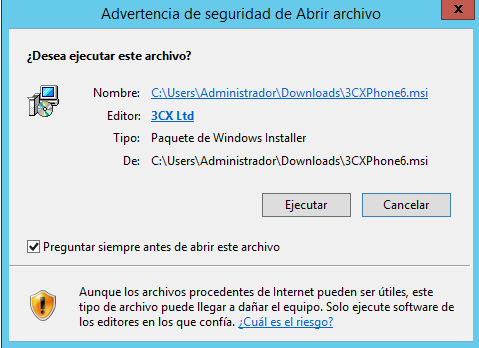 Advertencia de seguridad de Abrir archivo
x
¿Desea ejecutar este archivo?
Nombre: C:\Users\Administrador\Downloads\3CXPhone6.msi
Editor: 3CX Ltd
Tipo: Paquete de Windows Installer
De: C:\Users\Administrador\Downloads\3CXPhone6.msi
Ejecutar Cancelar
Preguntar siempre antes de abrir este archivo
Aunque los archivos procedentes de Internet pueden ser útiles, este
tipo de archivo puede llegar a dañar el equipo. Solo ejecute software de
los editores en los que confía. ¿Cuál es el riesgo?